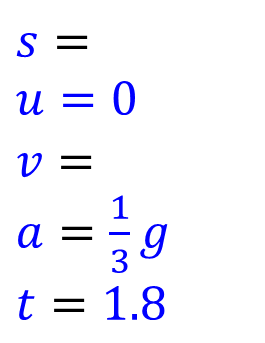 s =
u = 0
v =
a = 1/3 g
t = 1.8